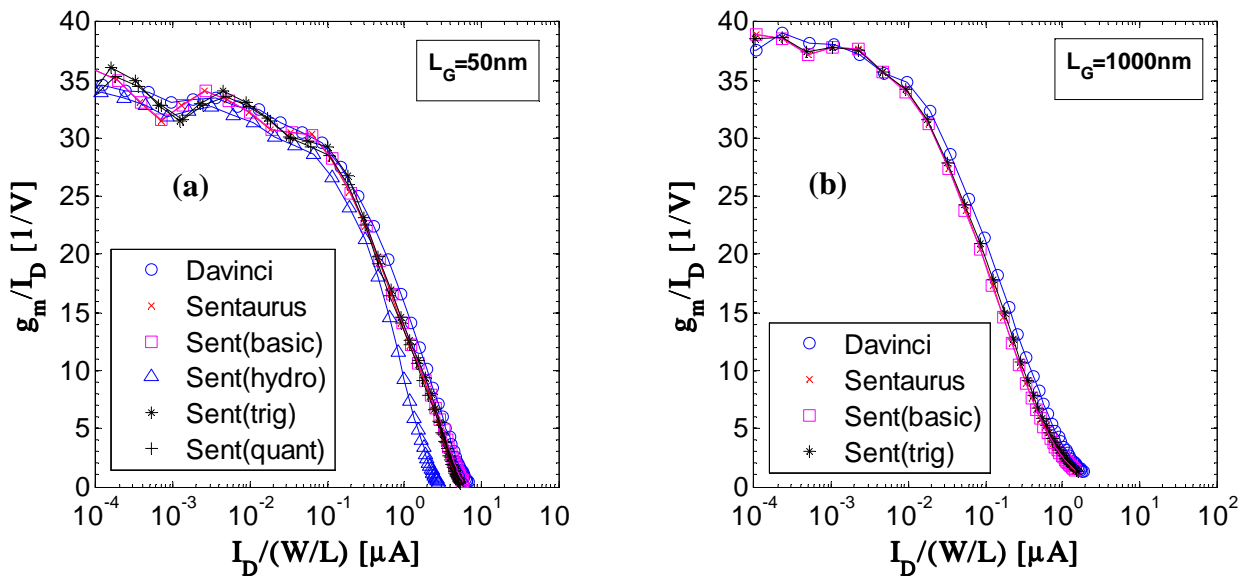 40
35
30
25
20
15
10
5
0
g_m/I_D [1/V]
L_G=50nm
(a)
Davinci
Sentaurus
Sent(basic)
Sent(hydro)
Sent(trig)
Sent(quant)
10^-4 10^-3 10^-2 10^-1 10^0 10^1 10^2
I_D/(W/L) [µA]
40
35
30
25
20
15
10
5
0
g_m/I_D [1/V]
L_G=1000nm
(b)
Davinci
Sentaurus
Sent(basic)
Sent(trig)
10^-4 10^-3 10^-2 10^-1 10^0 10^1 10^2
I_D/(W/L) [µA]